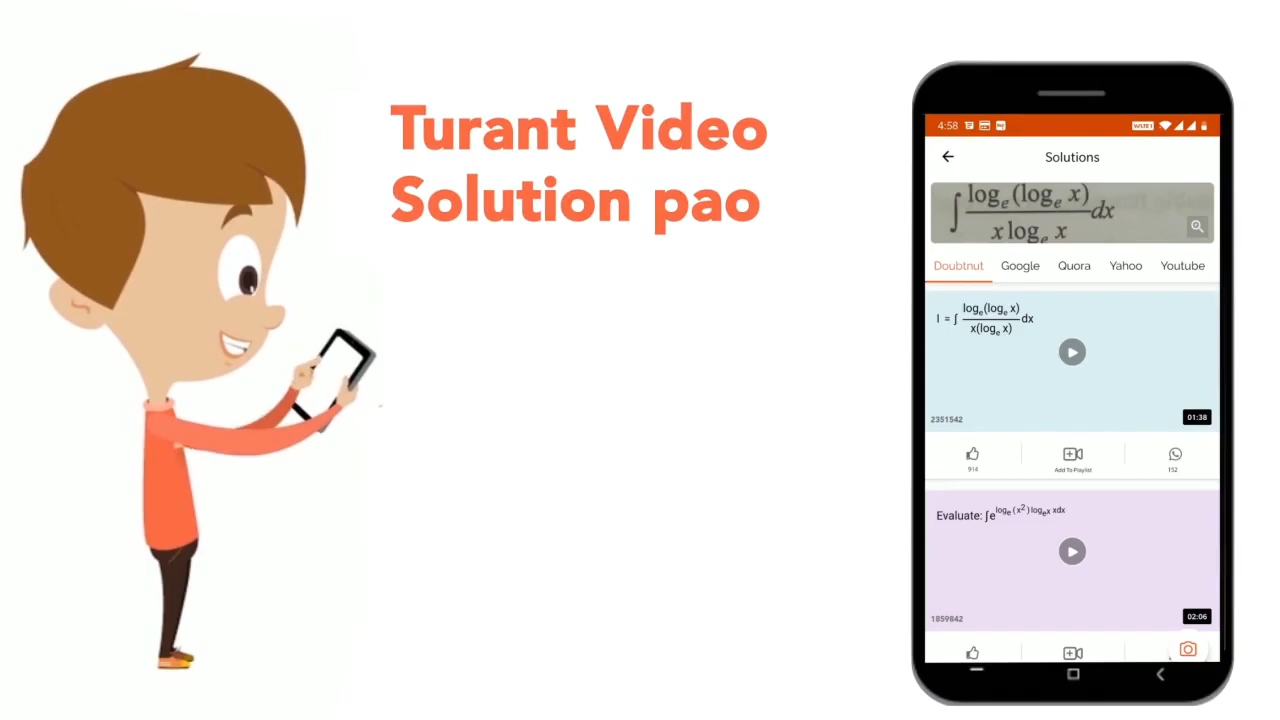 Turant Video
Solution pao
4:58
Solutions
∫ logₑ(logₑ x) / x logₑ x dx
Doubtnut Google Quora Yahoo Youtube
I = ∫ logₑ(logₑ x) / x(logₑ x) dx
2351542 01:38
914 Add To Playlist 152
Evaluate: ∫e^logₑ(x²)logₑx xdx
1859842 02:06